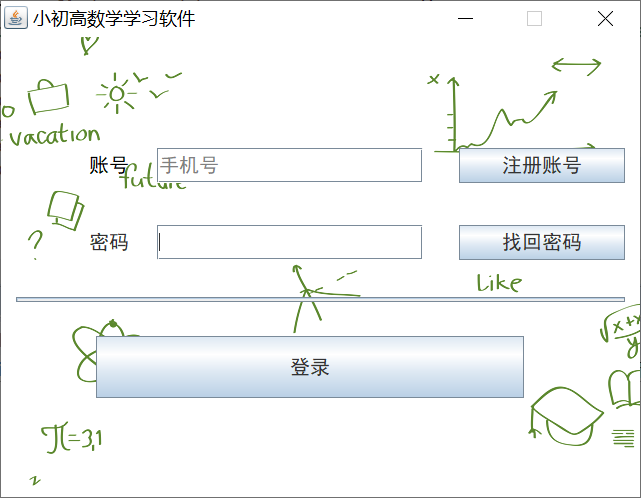 小初高数学学习软件
vacation
x
账号
手机号
注册账号
future
?
密码
找回密码
Like
登录
√x+x
y
π=3,1
z